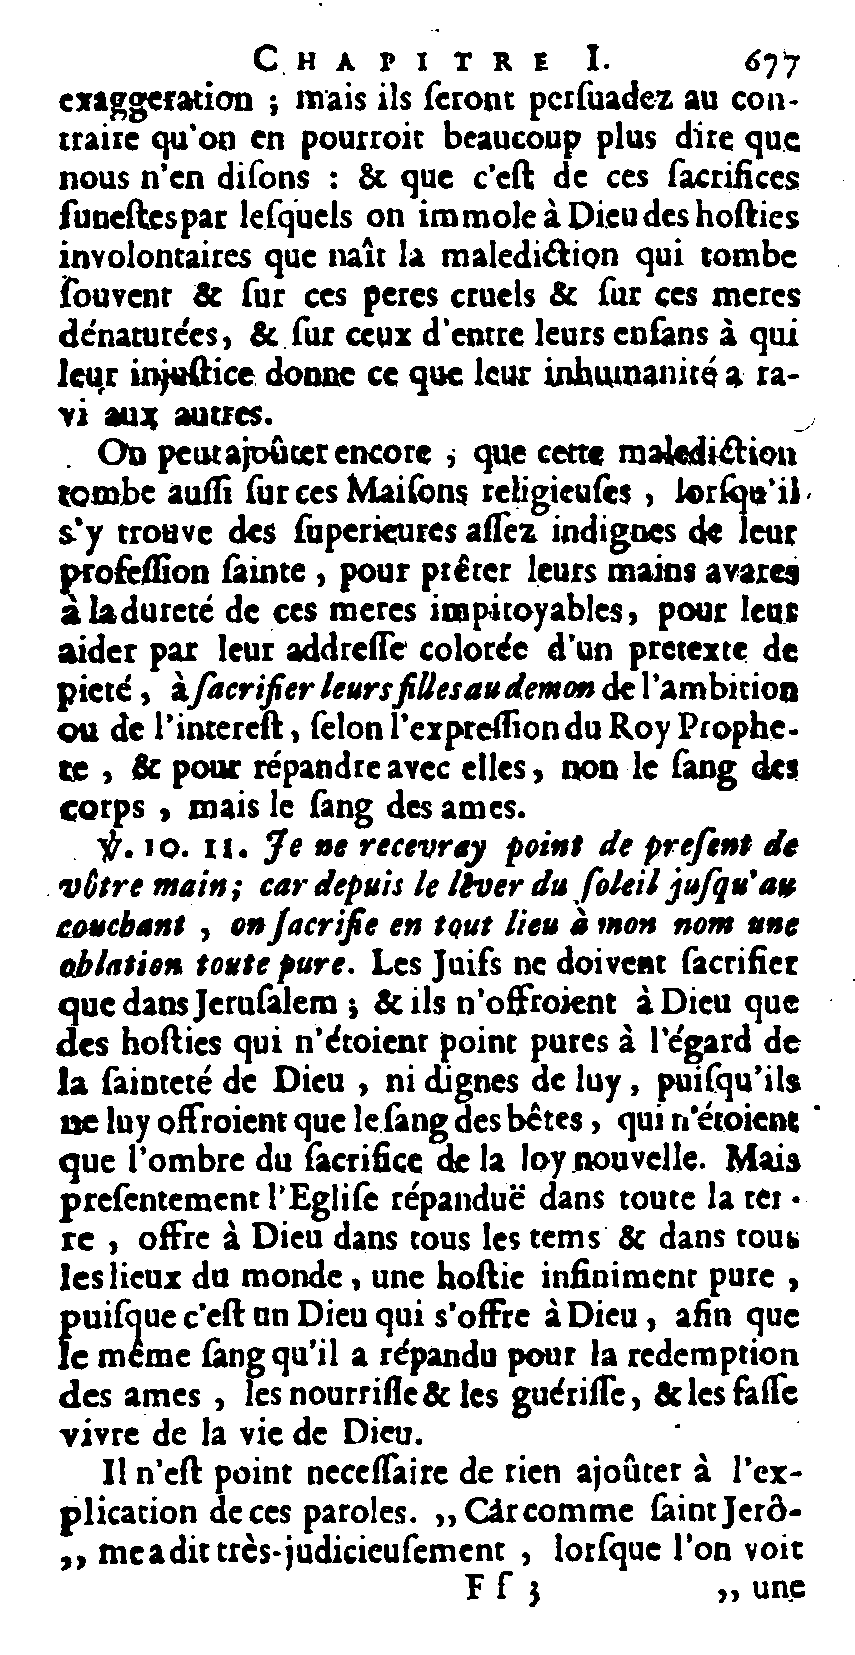 CHAPITRE I. 677
exaggeration ; mais ils ſeront perſuadez au con-
traire qu'on en pourroit beaucoup plus dire que
nous n'en diſons : & que c'eſt de ces ſacrifices
funeſtes par leſquels on immole à Dieu des hoſties
involontaires que naît la malediction qui tombe
ſouvent & ſur ces peres cruels & ſur ces meres
dénaturées, & ſur ceux d'entre leurs enfans à qui
leur injuſtice donne ce que leur inhumanité a ra-
vi aux autres.
On peut ajoûter encore , que cette malediction
tombe auſſi ſur ces Maiſons religieuſes , lorſqu'il
s'y trouve des ſuperieures aſſez indignes de leur
profeſſion ſainte , pour prêter leurs mains avares
à la dureté de ces meres impitoyables, pour leur
aider par leur addreſſe colorée d'un pretexte de
pieté , à ſacrifier leurs filles au demon de l'ambition
ou de l'intereſt, ſelon l'expreſſion du Roy Prophe-
te , & pour répandre avec elles, non le ſang des
corps , mais le ſang des ames.
℣. 10. 11. Je ne recevray point de preſent de
vôtre main; car depuis le lever du ſoleil juſqu'au
couchant , on ſacrifie en tout lieu à mon nom une
oblation toute pure. Les Juifs ne doivent ſacrifier
que dans Jeruſalem ; & ils n'offroient à Dieu que
des hoſties qui n'étoient point pures à l'égard de
la ſainteté de Dieu , ni dignes de luy, puiſqu'ils
ne luy offroient que le ſang des bêtes, qui n'étoient
que l'ombre du ſacrifice de la loy nouvelle. Mais
preſentement l'Egliſe répanduë dans toute la ter-
re , offre à Dieu dans tous les tems & dans tous
les lieux du monde, une hoſtie infiniment pure ,
puiſque c'eſt un Dieu qui s'offre à Dieu, afin que
le même ſang qu'il a répandu pour la redemption
des ames , les nourriſſe & les guériſſe, & les faſſe
vivre de la vie de Dieu.
Il n'eſt point neceſſaire de rien ajoûter à l'ex-
plication de ces paroles. ,, Car comme ſaint Jerô-
,, me a dit très-judicieuſement , lorſque l'on voit
F ſ 3 ,, une